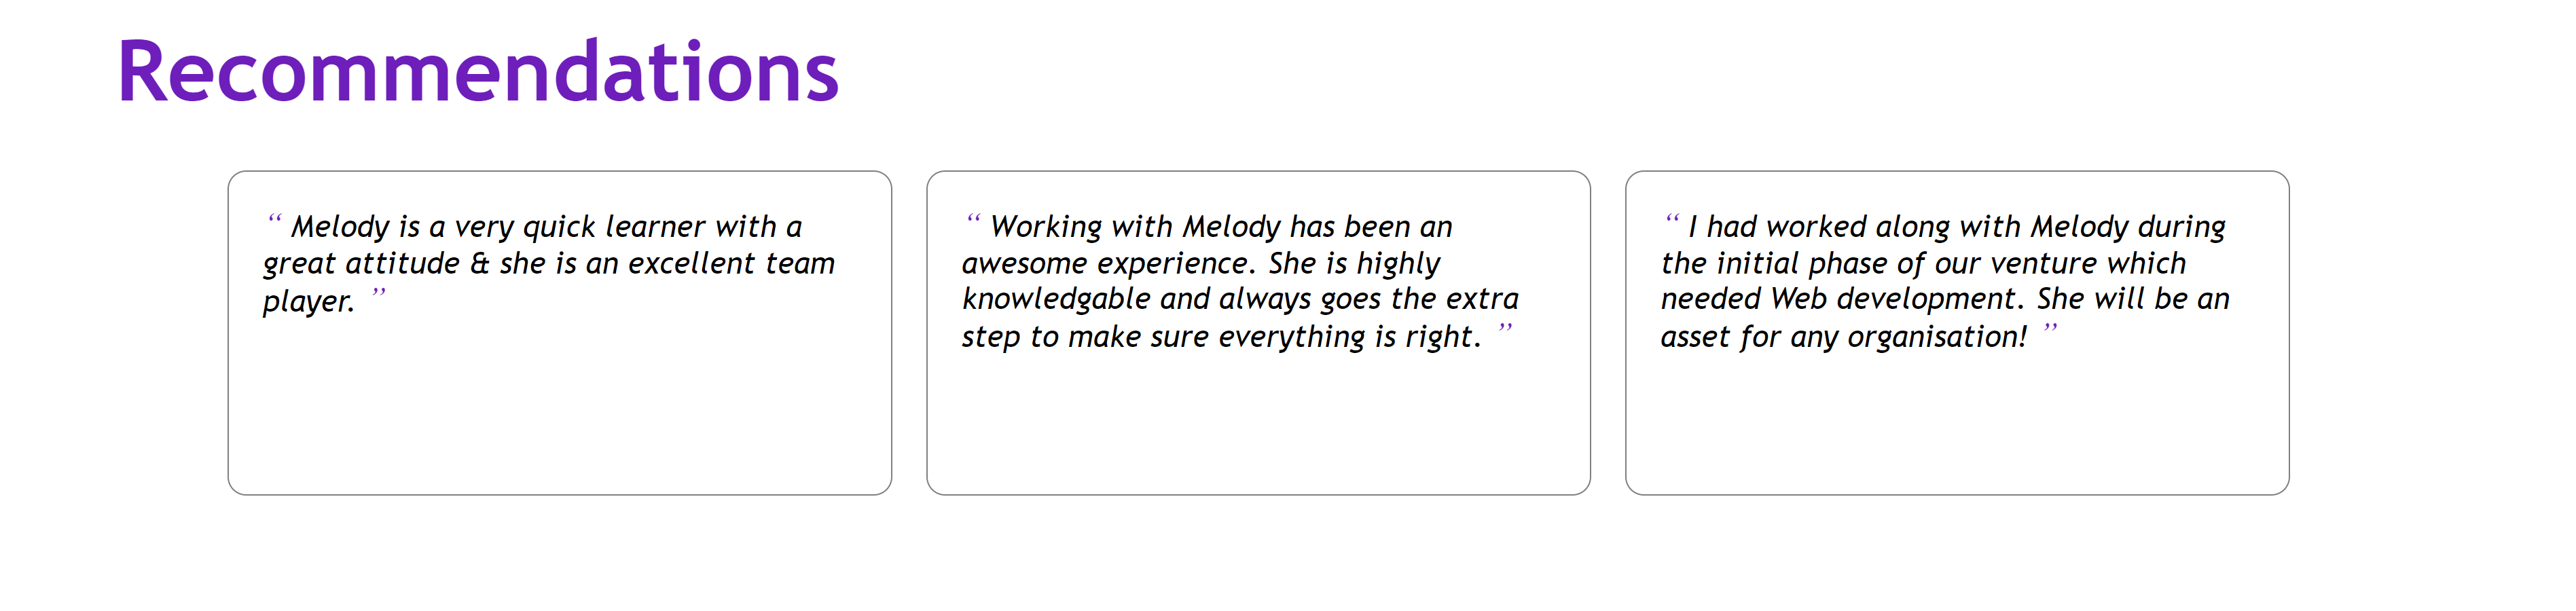 Recommendations
“ Melody is a very quick learner with a
great attitude & she is an excellent team
player. ”
“ Working with Melody has been an
awesome experience. She is highly
knowledgable and always goes the extra
step to make sure everything is right. ”
“ I had worked along with Melody during
the initial phase of our venture which
needed Web development. She will be an
asset for any organisation! ”